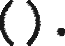 ( ) .